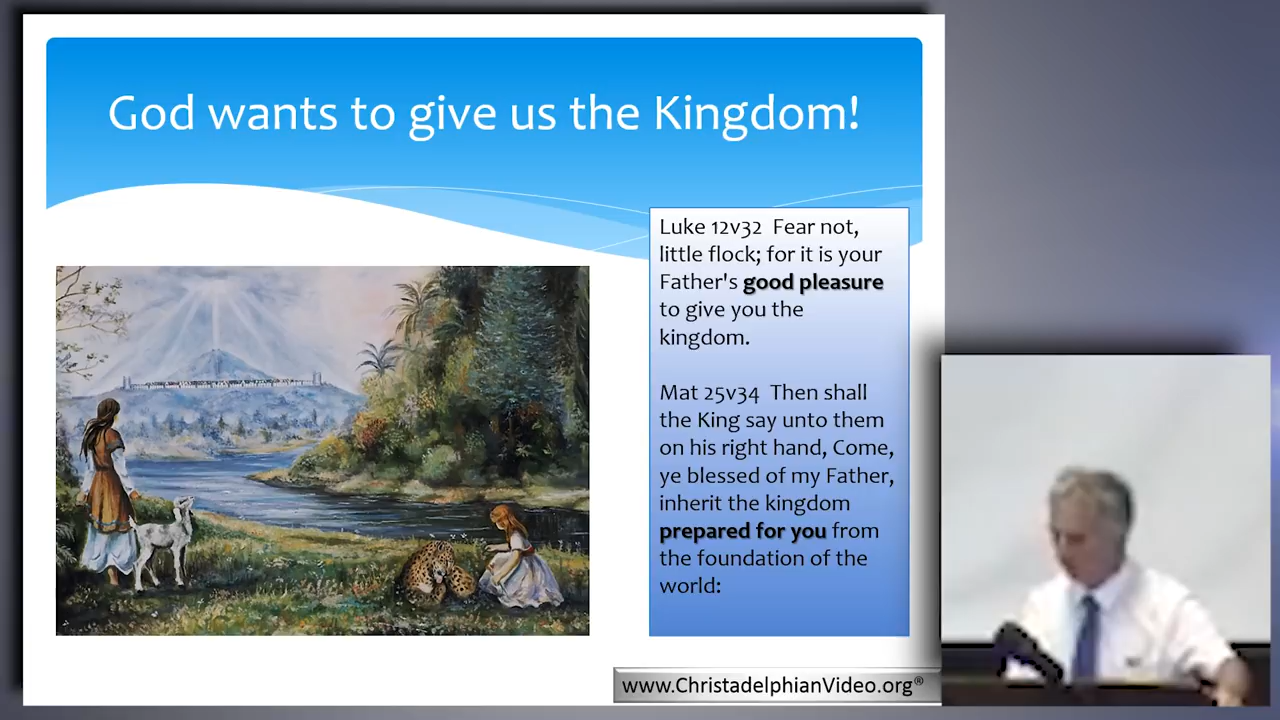 God wants to give us the Kingdom!
Luke 12v32 Fear not,
little flock; for it is your
Father's good pleasure
to give you the
kingdom.
Mat 25v34 Then shall
the King say unto them
on his right hand, Come,
ye blessed of my Father,
inherit the kingdom
prepared for you from
the foundation of the
world:
www.ChristadelphianVideo.org®